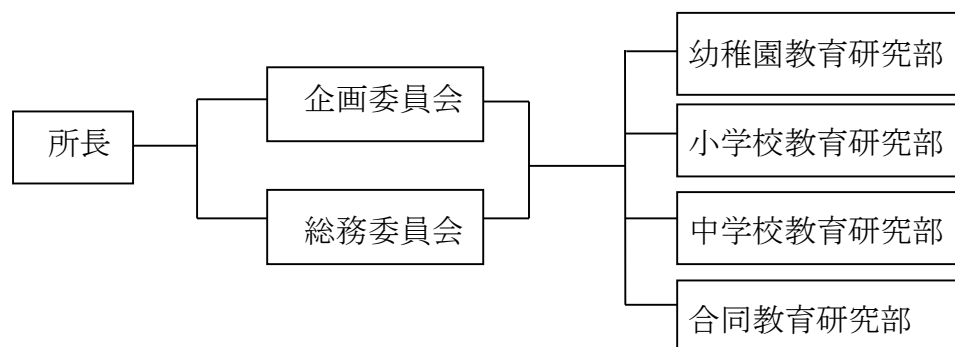 所長
企画委員会
総務委員会
幼稚園教育研究部
小学校教育研究部
中学校教育研究部
合同教育研究部